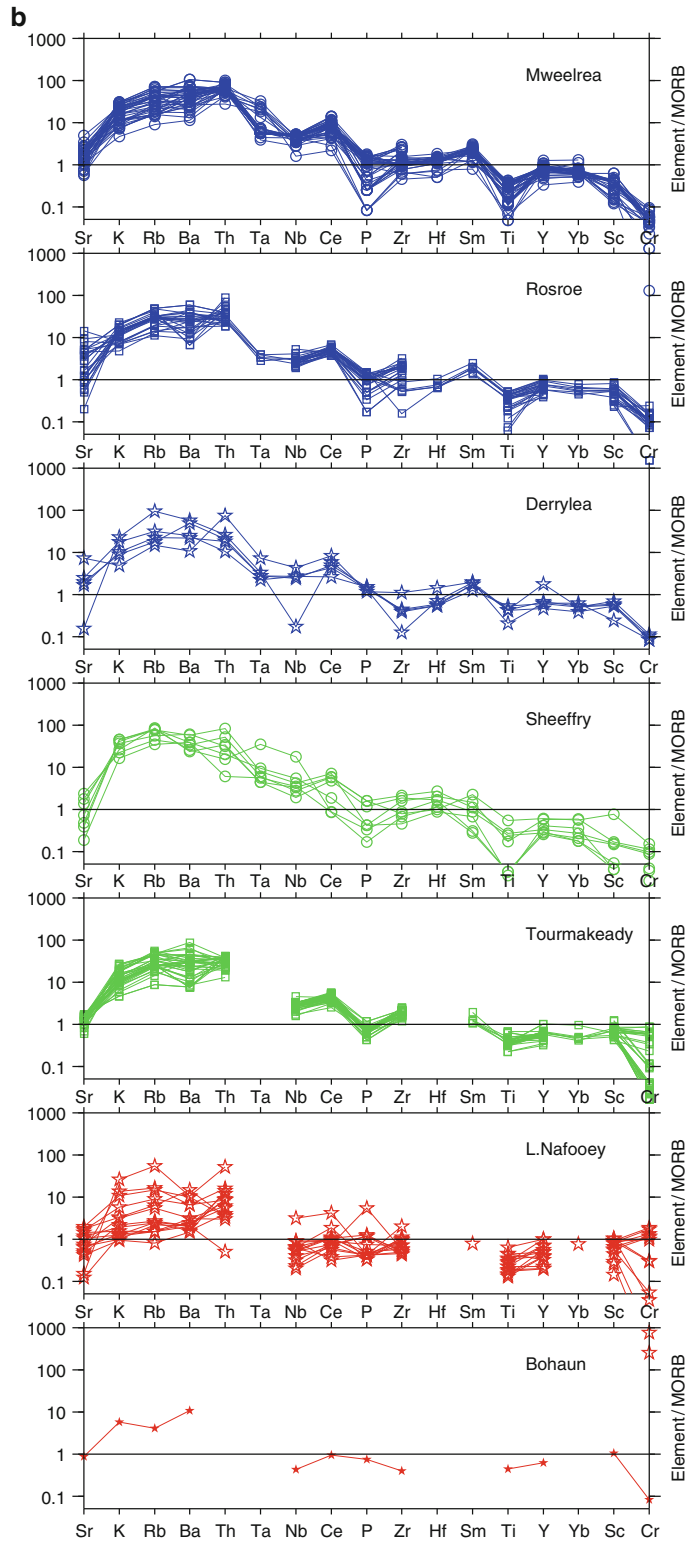 b
1000
100
10
1
0.1
Mweelrea
Element / MORB
Sr K Rb Ba Th Ta Nb Ce P Zr Hf Sm Ti Y Yb Sc Cr
1000
100
10
1
0.1
Rosroe
Element / MORB
Sr K Rb Ba Th Ta Nb Ce P Zr Hf Sm Ti Y Yb Sc Cr
1000
100
10
1
0.1
Derrylea
Element / MORB
Sr K Rb Ba Th Ta Nb Ce P Zr Hf Sm Ti Y Yb Sc Cr
1000
100
10
1
0.1
Sheeffry
Element / MORB
Sr K Rb Ba Th Ta Nb Ce P Zr Hf Sm Ti Y Yb Sc Cr
1000
100
10
1
0.1
Tourmakeady
Element / MORB
Sr K Rb Ba Th Ta Nb Ce P Zr Hf Sm Ti Y Yb Sc Cr
1000
100
10
1
0.1
L.Nafooey
Element / MORB
Sr K Rb Ba Th Ta Nb Ce P Zr Hf Sm Ti Y Yb Sc Cr
1000
100
10
1
0.1
Bohaun
Element / MORB
Sr K Rb Ba Th Ta Nb Ce P Zr Hf Sm Ti Y Yb Sc Cr